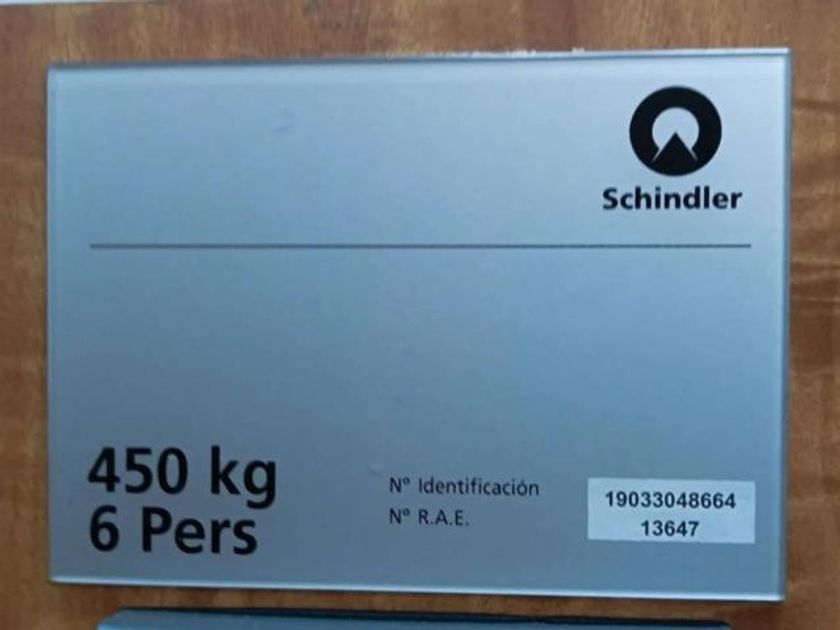 Schindler
450 kg
6 Pers
Nº Identificación 19033048664
Nº R.A.E. 13647